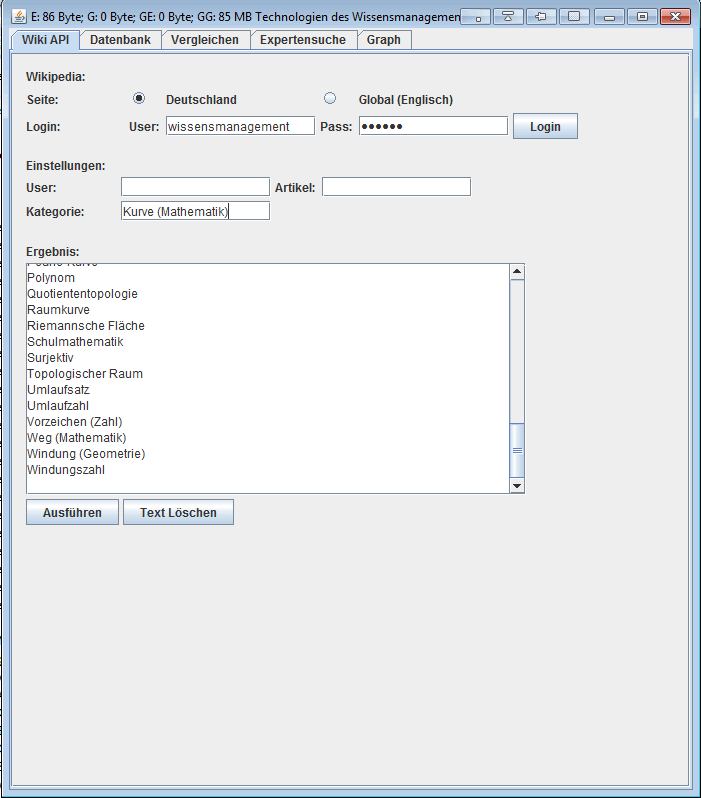 E: 86 Byte; G: 0 Byte; GE: 0 Byte; GG: 85 MB Technologien des Wissensmanagemen
Wiki API Datenbank Vergleichen Expertensuche Graph
Wikipedia:
Seite: Deutschland Global (Englisch)
Login: User: wissensmanagement Pass: ●●●●●● Login
Einstellungen:
User: Artikel:
Kategorie: Kurve (Mathematik)
Ergebnis:
Polynom
Quotiententopologie
Raumkurve
Riemannsche Fläche
Schulmathematik
Surjektiv
Topologischer Raum
Umlaufsatz
Umlaufzahl
Vorzeichen (Zahl)
Weg (Mathematik)
Windung (Geometrie)
Windungszahl
Ausführen Text Löschen